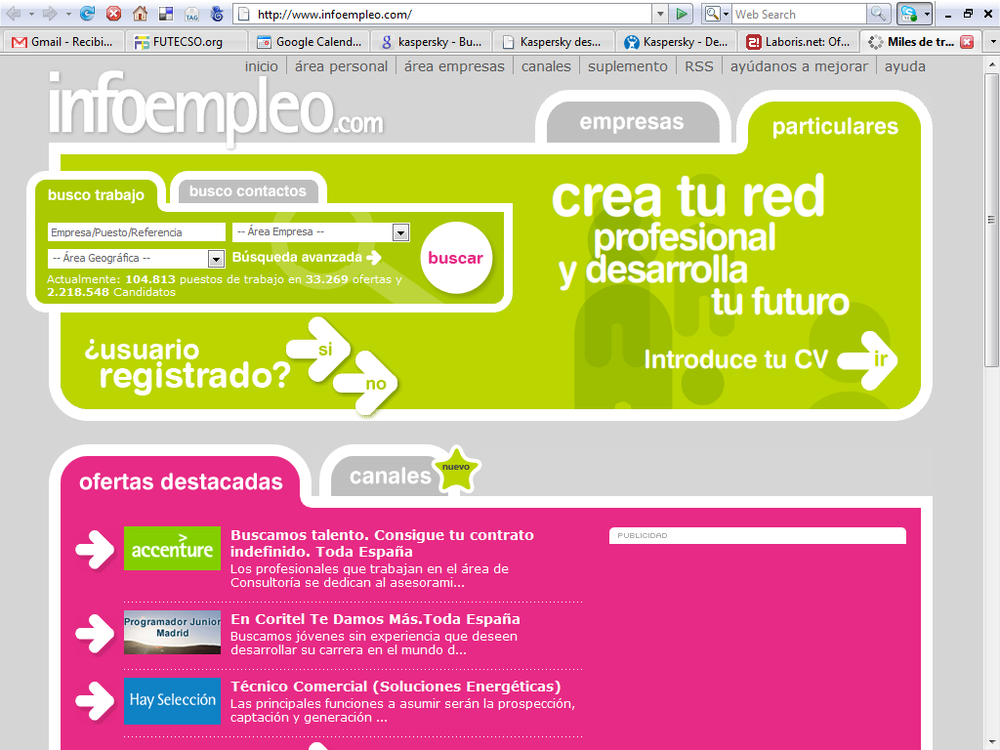 http://www.infoempleo.com/
Web Search
Gmail - Recibi...
FUTECSO.org
Google Calend...
kaspersky - Bu...
Kaspersky des...
Kaspersky - De...
Laboris.net: Of...
Miles de tr...
inicio
área personal
área empresas
canales
suplemento
RSS
ayúdanos a mejorar
ayuda
infoempleo.com
empresas
particulares
busco trabajo
busco contactos
Empresa/Puesto/Referencia
-- Área Empresa --
-- Área Geográfica --
Búsqueda avanzada
buscar
Actualmente: 104.813 puestos de trabajo en 33.269 ofertas y
2.218.548 Candidatos
crea tu red
profesional
y desarrolla
tu futuro
Introduce tu CV
ir
¿usuario
registrado?
si
no
ofertas destacadas
canales
nuevo
accenture
Buscamos talento. Consigue tu contrato
indefinido. Toda España
Los profesionales que trabajan en el área de
Consultoría se dedican al asesorami...
PUBLICIDAD
Programador Junior
Madrid
En Coritel Te Damos Más.Toda España
Buscamos jóvenes sin experiencia que deseen
desarrollar su carrera en el mundo d...
Hay Selección
Técnico Comercial (Soluciones Energéticas)
Las principales funciones a asumir serán la prospección,
captación y generación ...